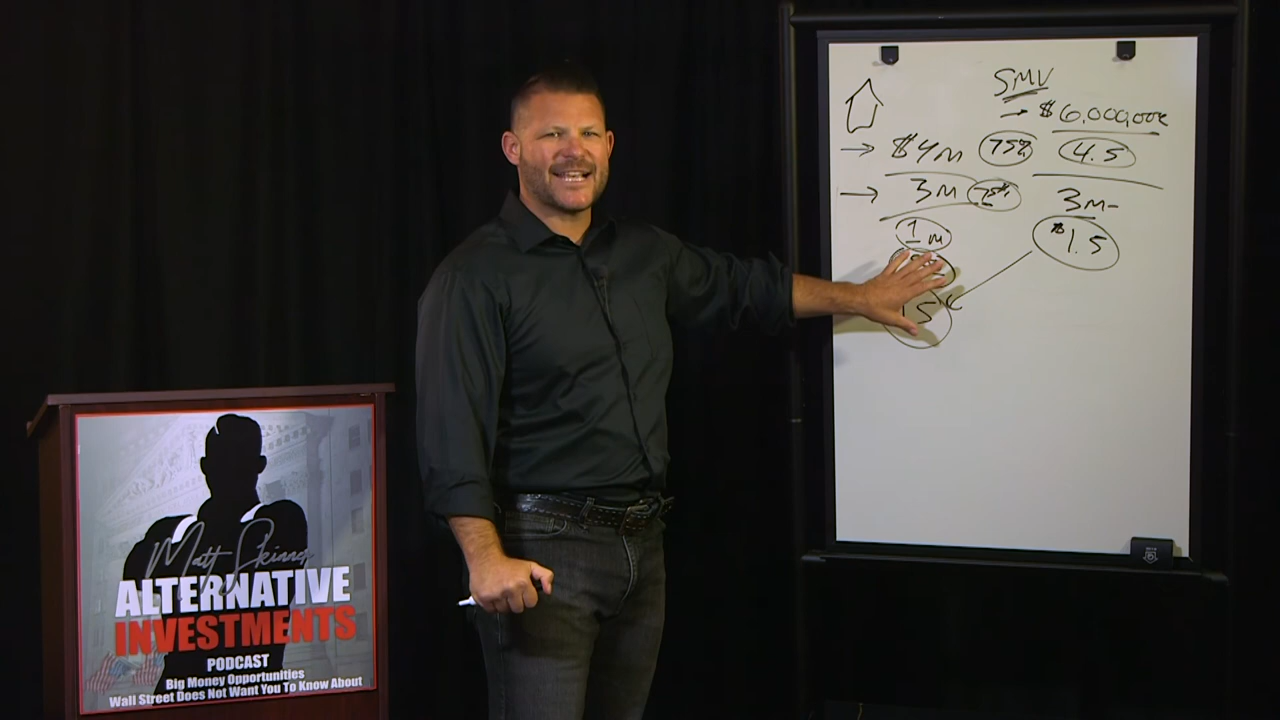 SMV
→ $6,000,000
→ $4M 75% 4.5
→ 3M 75% 3M-
1M $1.5
Matt Skinner
ALTERNATIVE
INVESTMENTS
PODCAST
Big Money Opportunities
Wall Street Does Not Want You To Know About